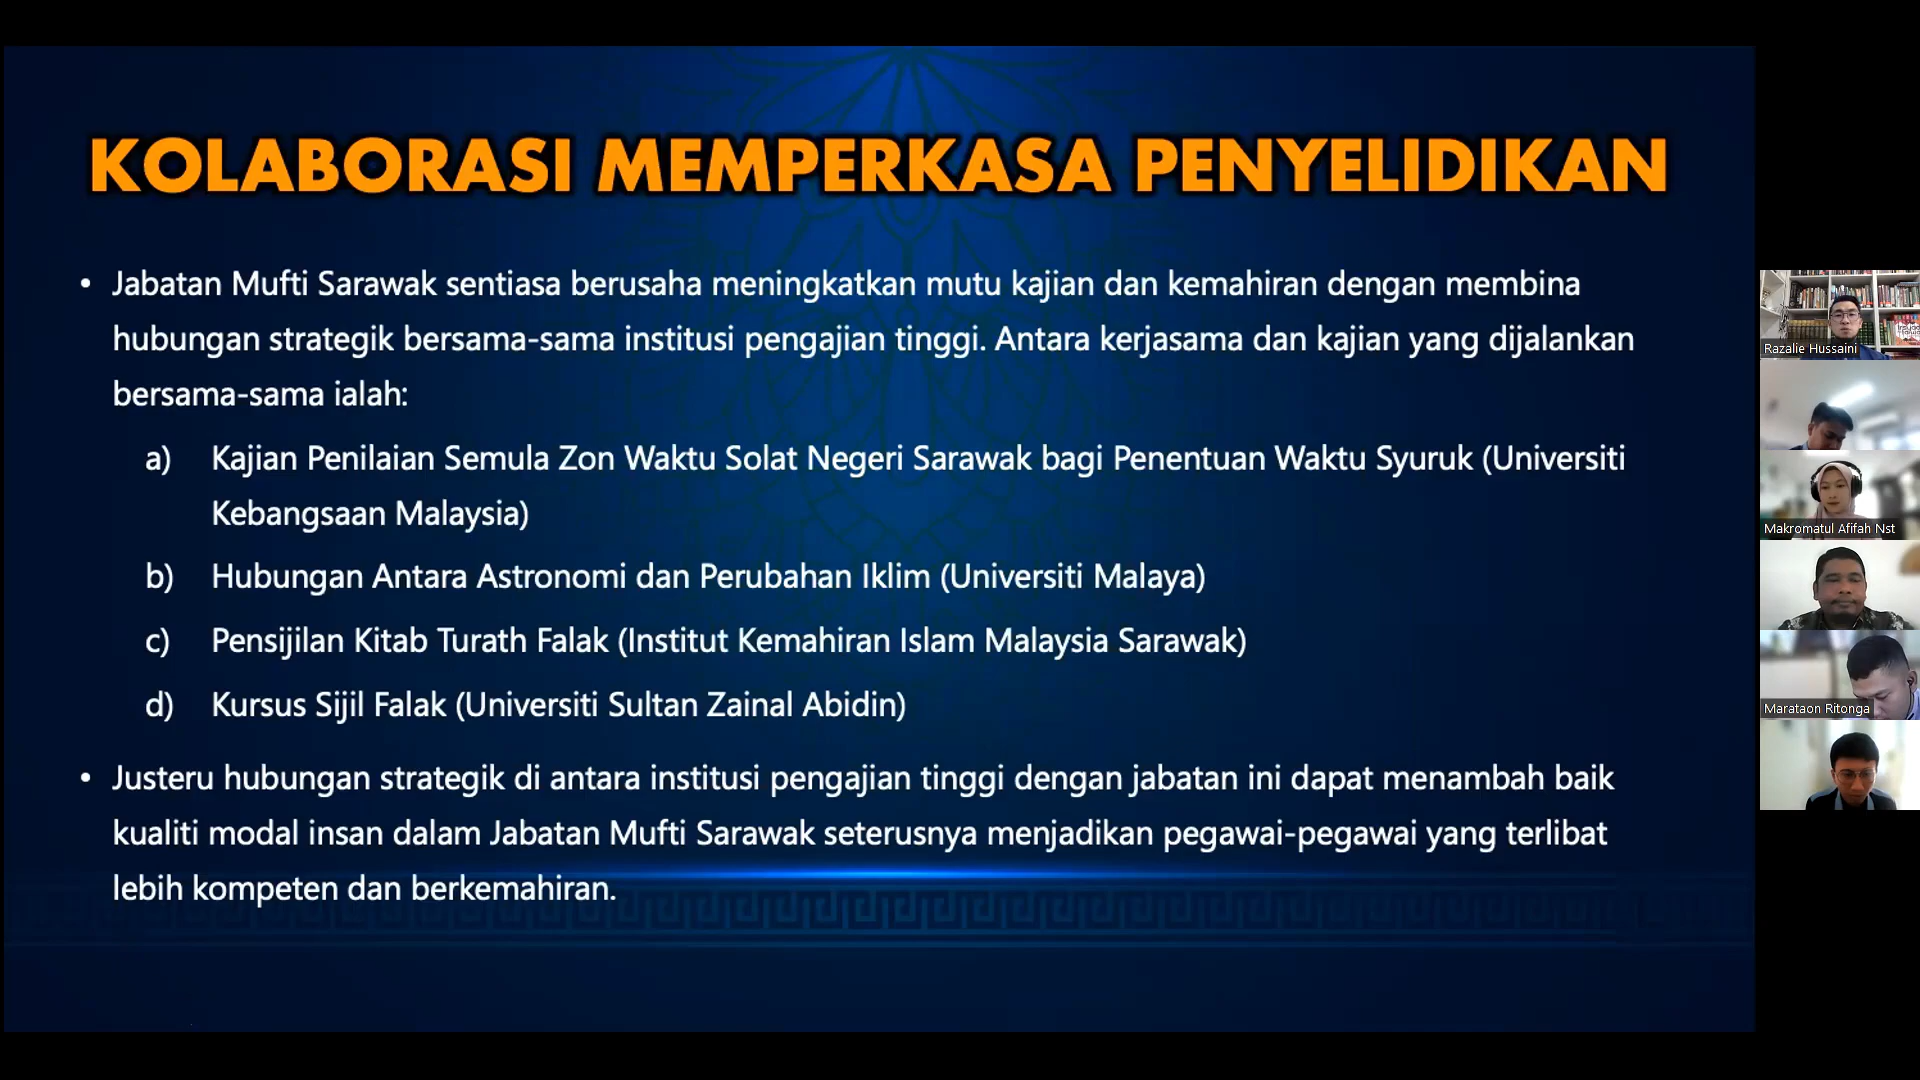 KOLABORASI MEMPERKASA PENYELIDIKAN
• Jabatan Mufti Sarawak sentiasa berusaha meningkatkan mutu kajian dan kemahiran dengan membina
hubungan strategik bersama-sama institusi pengajian tinggi. Antara kerjasama dan kajian yang dijalankan
bersama-sama ialah:
a) Kajian Penilaian Semula Zon Waktu Solat Negeri Sarawak bagi Penentuan Waktu Syuruk (Universiti
Kebangsaan Malaysia)
b) Hubungan Antara Astronomi dan Perubahan Iklim (Universiti Malaya)
c) Pensijilan Kitab Turath Falak (Institut Kemahiran Islam Malaysia Sarawak)
d) Kursus Sijil Falak (Universiti Sultan Zainal Abidin)
• Justeru hubungan strategik di antara institusi pengajian tinggi dengan jabatan ini dapat menambah baik
kualiti modal insan dalam Jabatan Mufti Sarawak seterusnya menjadikan pegawai-pegawai yang terlibat
lebih kompeten dan berkemahiran.
Razalie Hussaini
Makromatul Afifah Nst
Marataon Ritonga